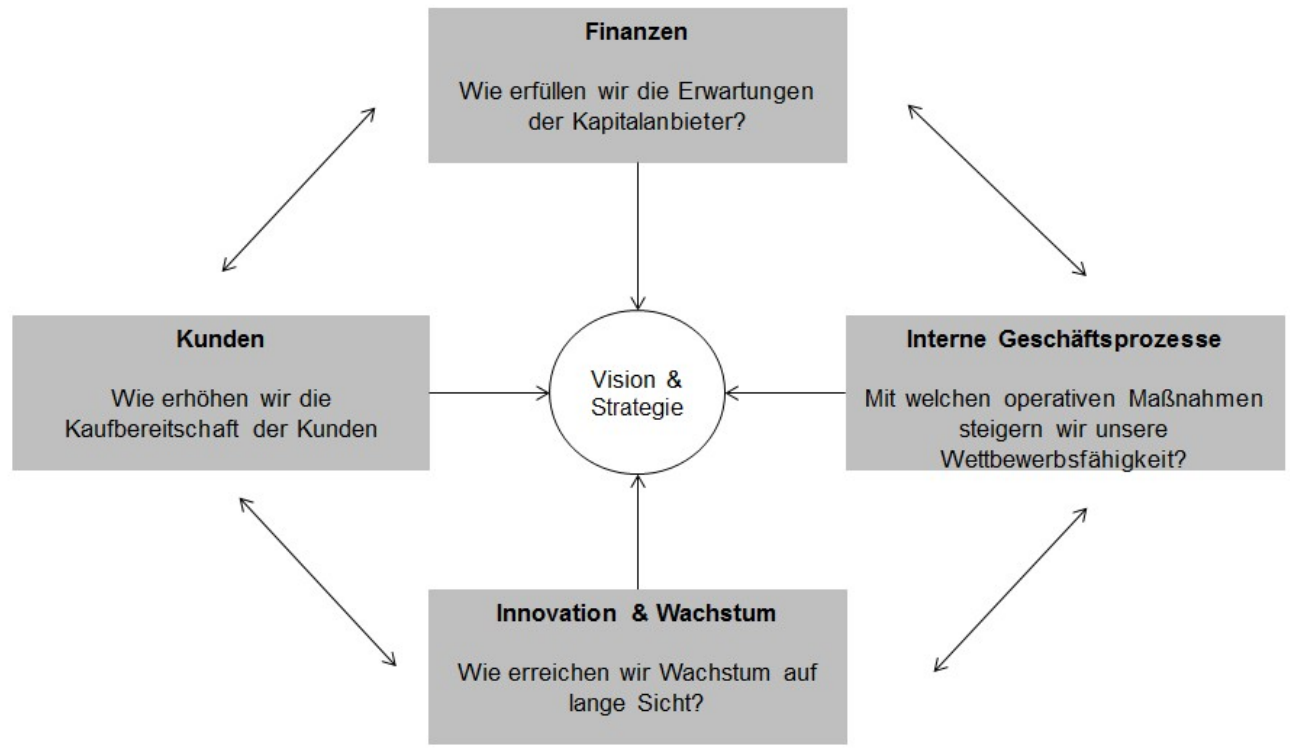 Finanzen
Wie erfüllen wir die Erwartungen
der Kapitalanbieter?
Kunden
Wie erhöhen wir die
Kaufbereitschaft der Kunden
Vision &
Strategie
Interne Geschäftsprozesse
Mit welchen operativen Maßnahmen
steigern wir unsere
Wettbewerbsfähigkeit?
Innovation & Wachstum
Wie erreichen wir Wachstum auf
lange Sicht?